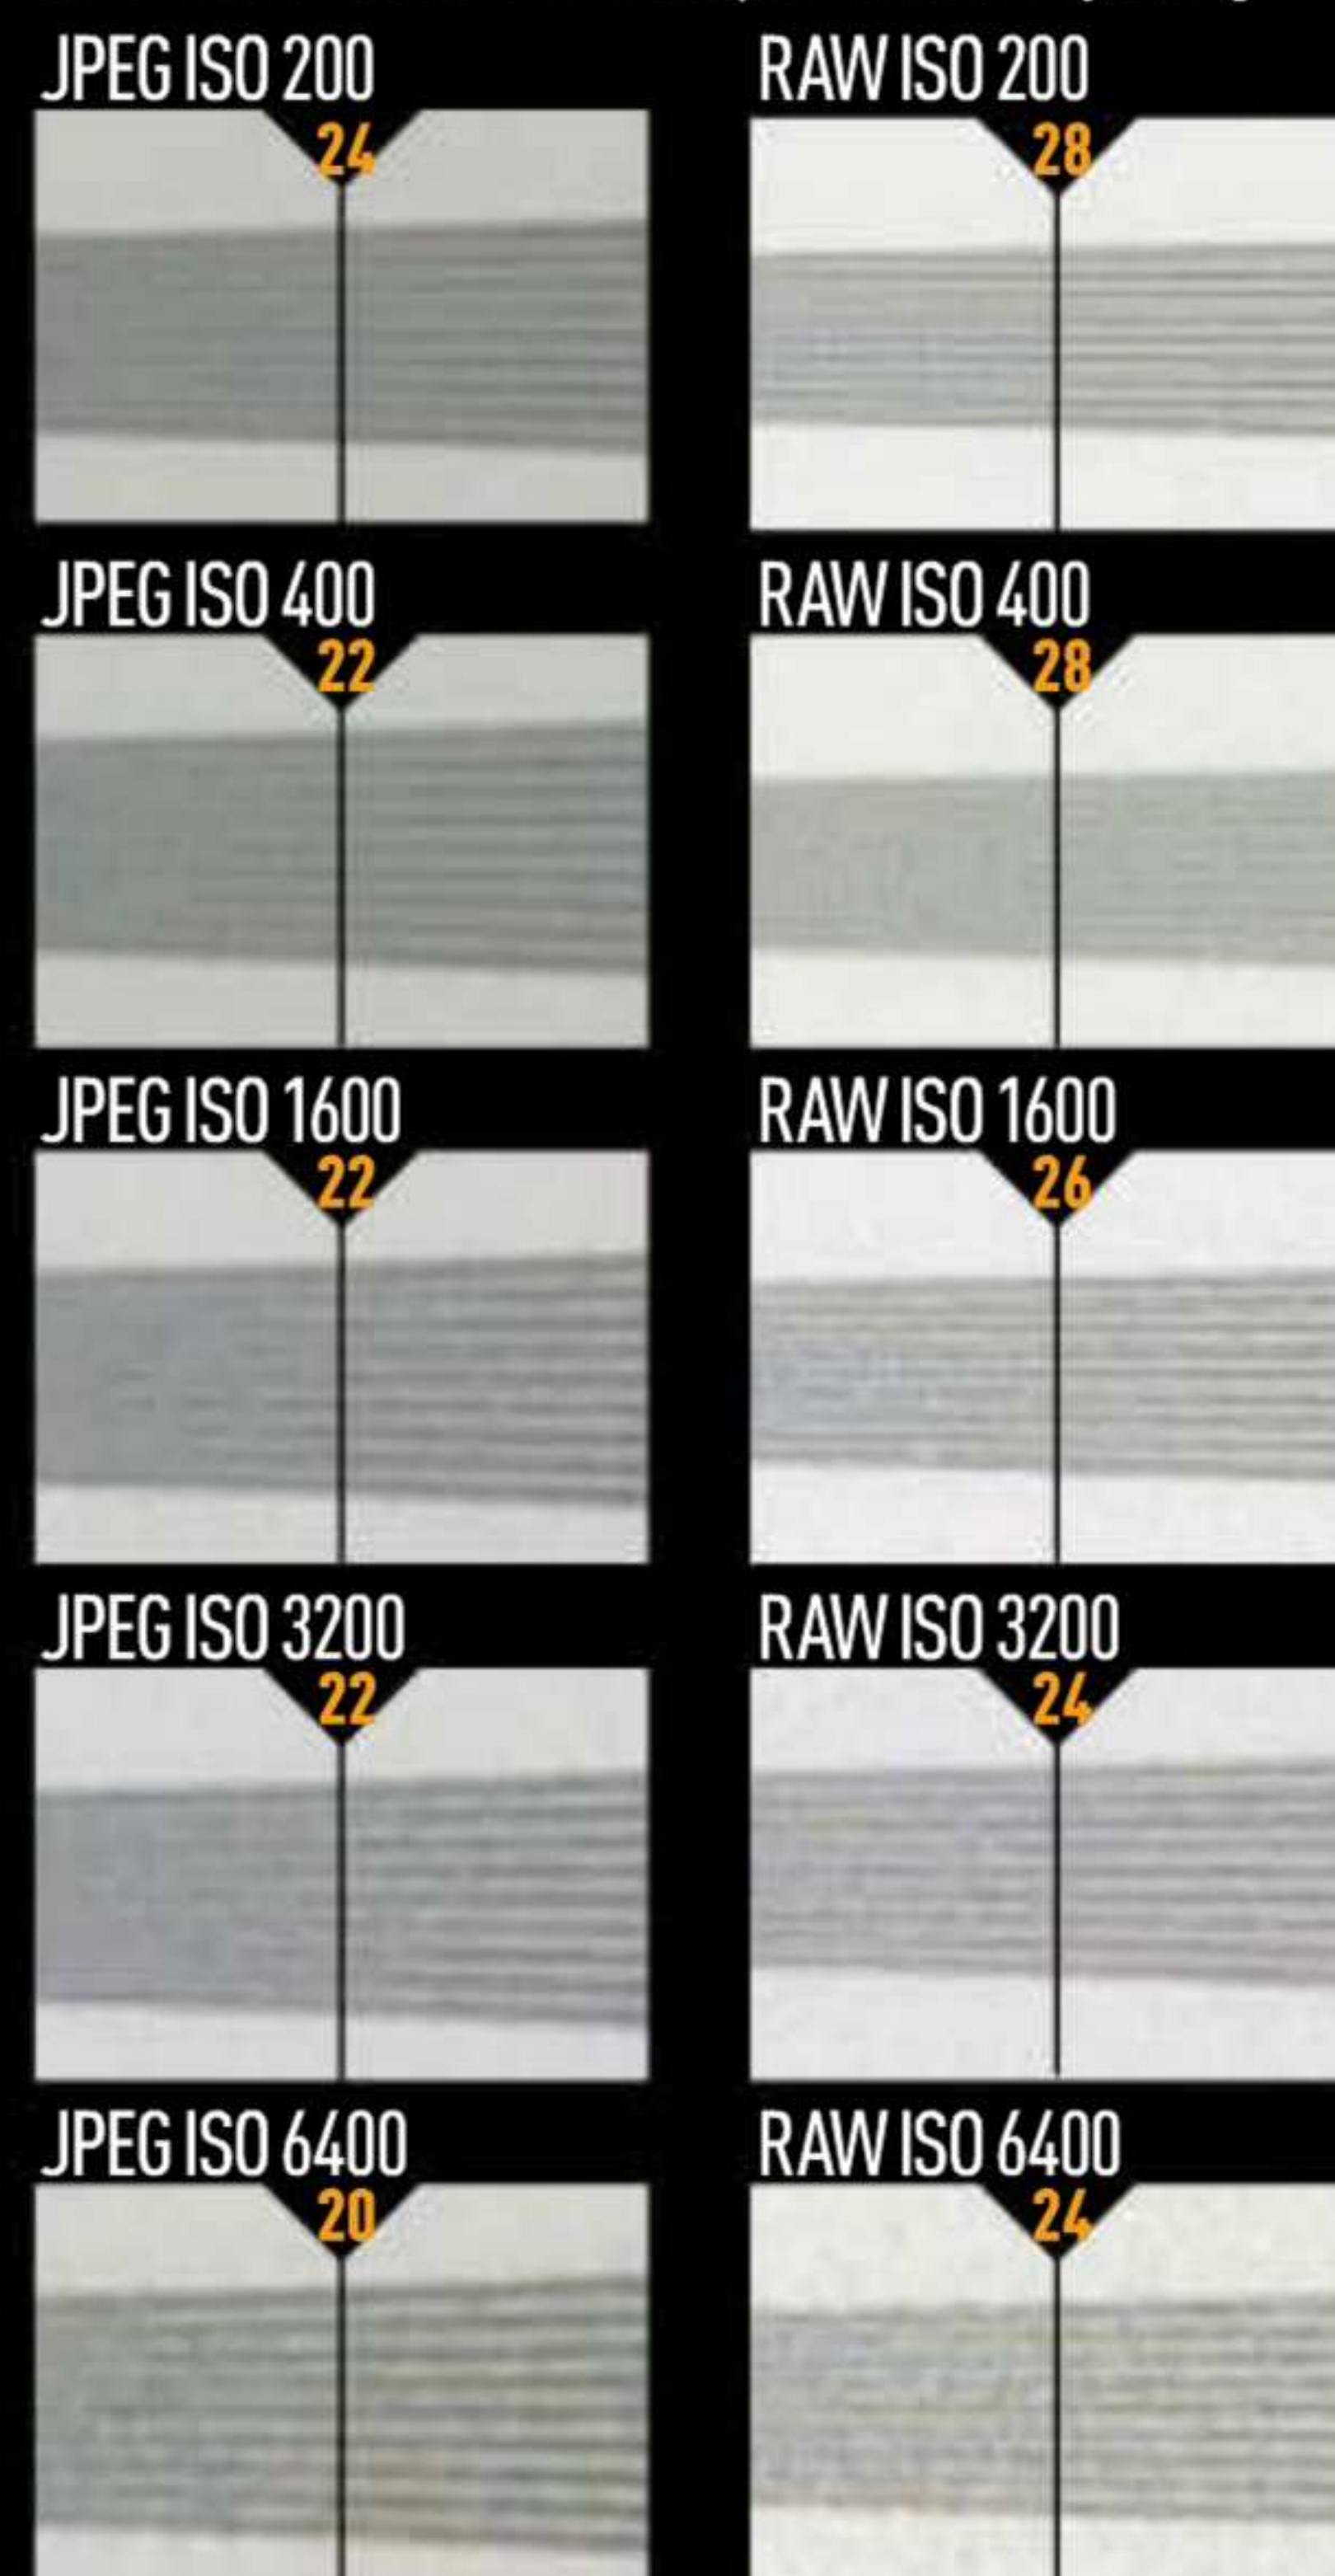 JPEG ISO 200
RAW ISO 200
24
28
JPEG ISO 400
RAW ISO 400
22
28
JPEG ISO 1600
RAW ISO 1600
22
26
JPEG ISO 3200
RAW ISO 3200
22
24
JPEG ISO 6400
RAW ISO 6400
20
24